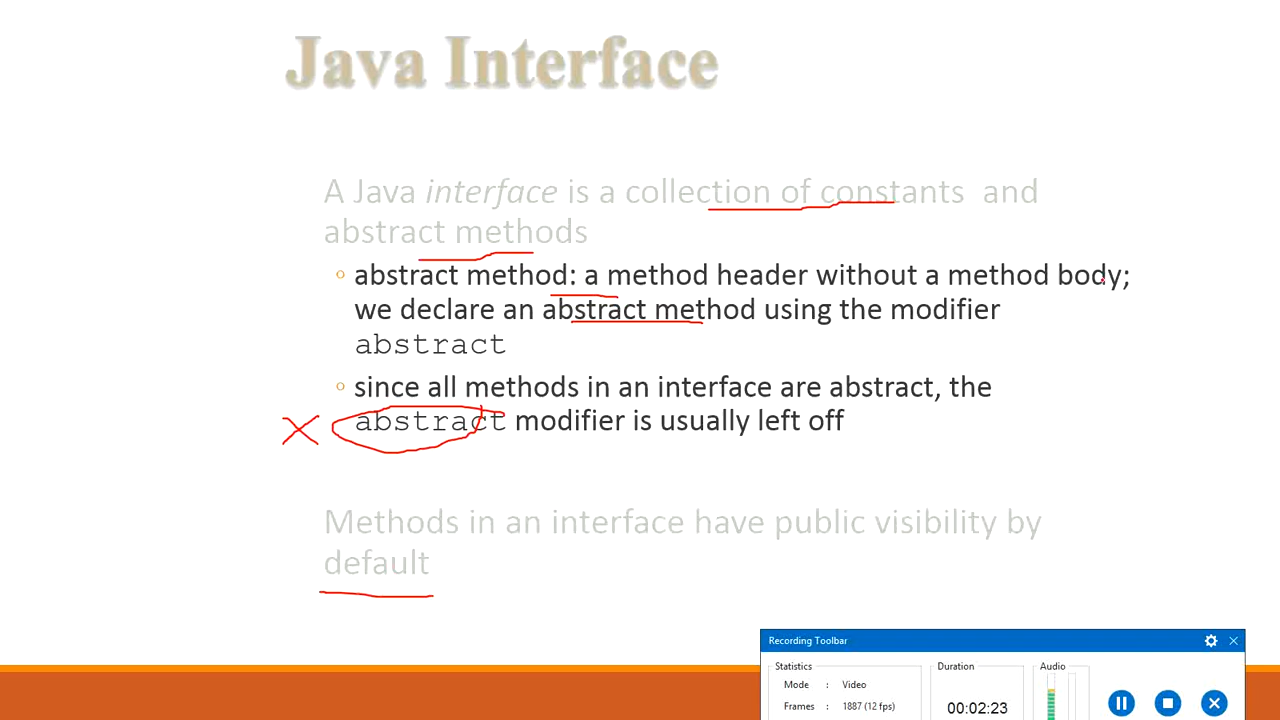 Java Interface
A Java interface is a collection of constants and
abstract methods
abstract method: a method header without a method body;
we declare an abstract method using the modifier
abstract
since all methods in an interface are abstract, the
abstract modifier is usually left off
Methods in an interface have public visibility by
default
Recording Toolbar
Statistics
Duration
Audio
Mode : Video
Frames : 1887 (12 fps)
00:02:23